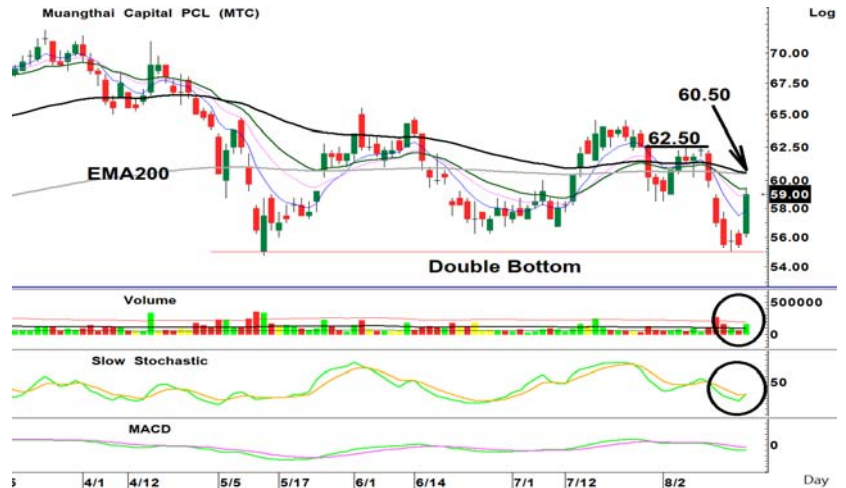 Muangthai Capital PCL (MTC)
Log
70.00
67.50
65.00
62.50
60.00
59.00
58.00
56.00
54.00
60.50
62.50
EMA200
Double Bottom
Volume
500000
0
Slow Stochastic
50
MACD
0
5 4/1 4/12 5/5 5/17 6/1 6/14 7/1 7/12 8/2 Day